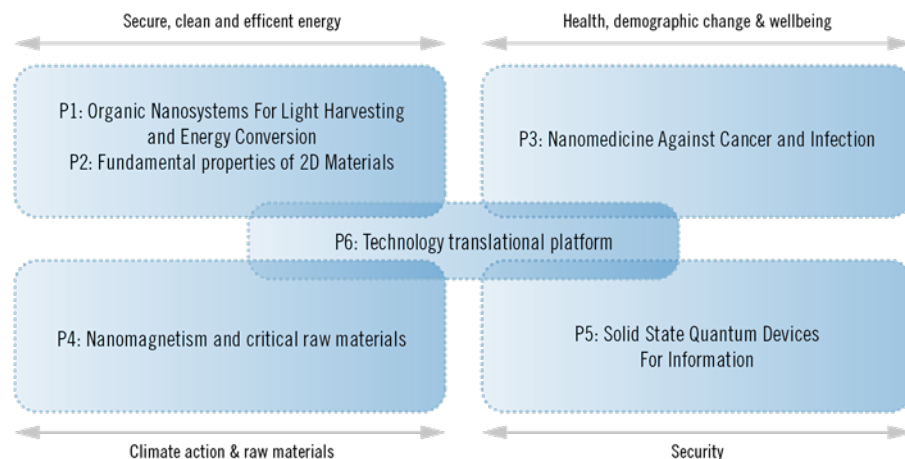 Secure, clean and efficent energy
Health, demographic change & wellbeing
P1: Organic Nanosystems For Light Harvesting
and Energy Conversion
P2: Fundamental properties of 2D Materials
P3: Nanomedicine Against Cancer and Infection
P6: Technology translational platform
P4: Nanomagnetism and critical raw materials
P5: Solid State Quantum Devices
For Information
Climate action & raw materials
Security